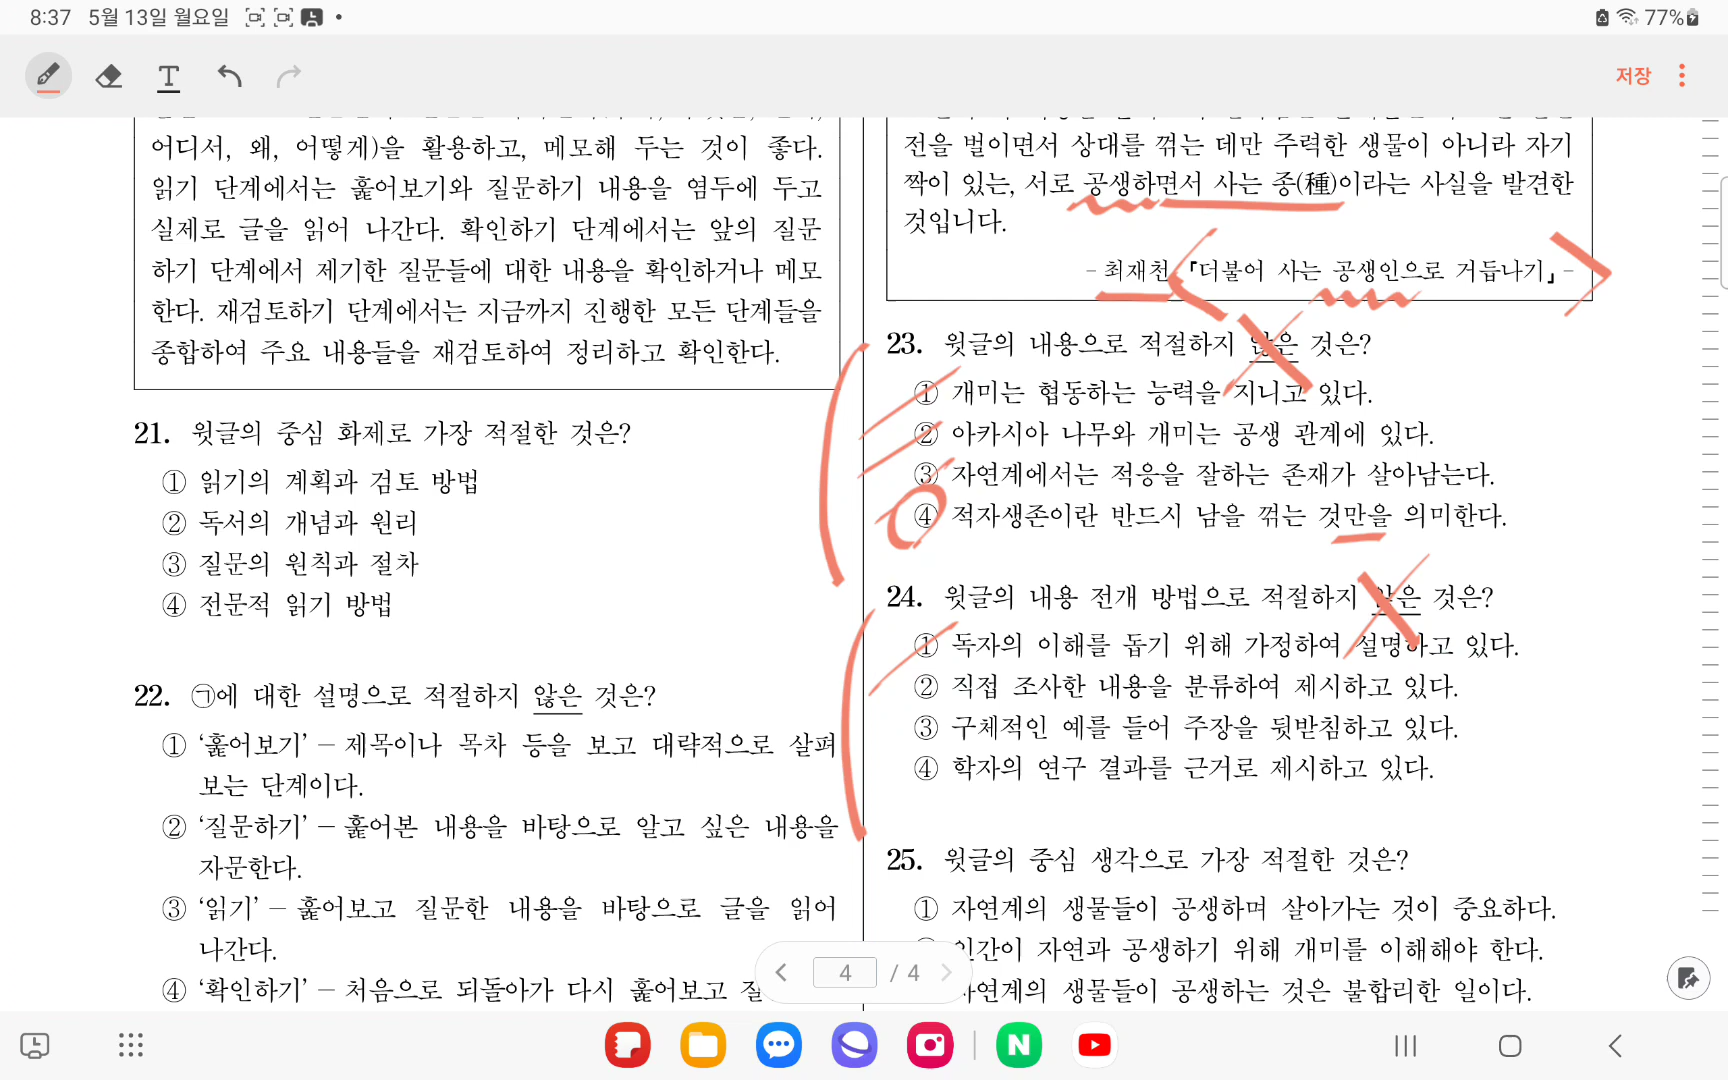 8:37 5월 13일 월요일
77%
저장
어디서, 왜, 어떻게)을 활용하고, 메모해 두는 것이 좋다.
읽기 단계에서는 훑어보기와 질문하기 내용을 염두에 두고
실제로 글을 읽어 나간다. 확인하기 단계에서는 앞의 질문
하기 단계에서 제기한 질문들에 대한 내용을 확인하거나 메모
한다. 재검토하기 단계에서는 지금까지 진행한 모든 단계들을
종합하여 주요 내용들을 재검토하여 정리하고 확인한다.
21. 윗글의 중심 화제로 가장 적절한 것은?
① 읽기의 계획과 검토 방법
② 독서의 개념과 원리
③ 질문의 원칙과 절차
④ 전문적 읽기 방법
22. ㉠에 대한 설명으로 적절하지 않은 것은?
① ‘훑어보기’ – 제목이나 목차 등을 보고 대략적으로 살펴
보는 단계이다.
② ‘질문하기’ – 훑어본 내용을 바탕으로 알고 싶은 내용을
자문한다.
③ ‘읽기’ – 훑어보고 질문한 내용을 바탕으로 글을 읽어
나간다.
④ ‘확인하기’ – 처음으로 되돌아가 다시 훑어보고
전을 벌이면서 상대를 꺾는 데만 주력한 생물이 아니라 자기
짝이 있는, 서로 공생하면서 사는 종(種)이라는 사실을 발견한
것입니다.
- 최재천, 『더불어 사는 공생인으로 거듭나기』 -
23. 윗글의 내용으로 적절하지 않은 것은?
① 개미는 협동하는 능력을 지니고 있다.
② 아카시아 나무와 개미는 공생 관계에 있다.
③ 자연계에서는 적응을 잘하는 존재가 살아남는다.
④ 적자생존이란 반드시 남을 꺾는 것만을 의미한다.
24. 윗글의 내용 전개 방법으로 적절하지 않은 것은?
① 독자의 이해를 돕기 위해 가정하여 설명하고 있다.
② 직접 조사한 내용을 분류하여 제시하고 있다.
③ 구체적인 예를 들어 주장을 뒷받침하고 있다.
④ 학자의 연구 결과를 근거로 제시하고 있다.
25. 윗글의 중심 생각으로 가장 적절한 것은?
① 자연계의 생물들이 공생하며 살아가는 것이 중요하다.
인간이 자연과 공생하기 위해 개미를 이해해야 한다.
자연계의 생물들이 공생하는 것은 불합리한 일이다.
4 / 4